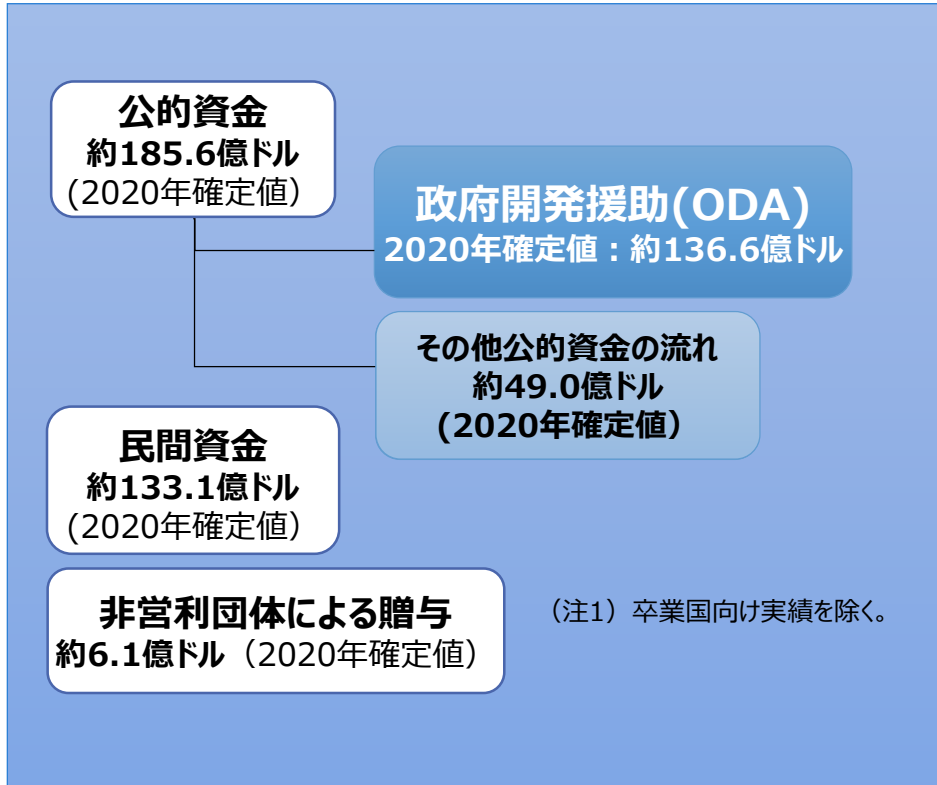 公的資金
約185.6億ドル
(2020年確定値）
政府開発援助(ODA)
2020年確定値：約136.6億ドル
その他公的資金の流れ
約49.0億ドル
(2020年確定値）
民間資金
約133.1億ドル
(2020年確定値）
非営利団体による贈与
約6.1億ドル（2020年確定値）
（注1）卒業国向け実績を除く。